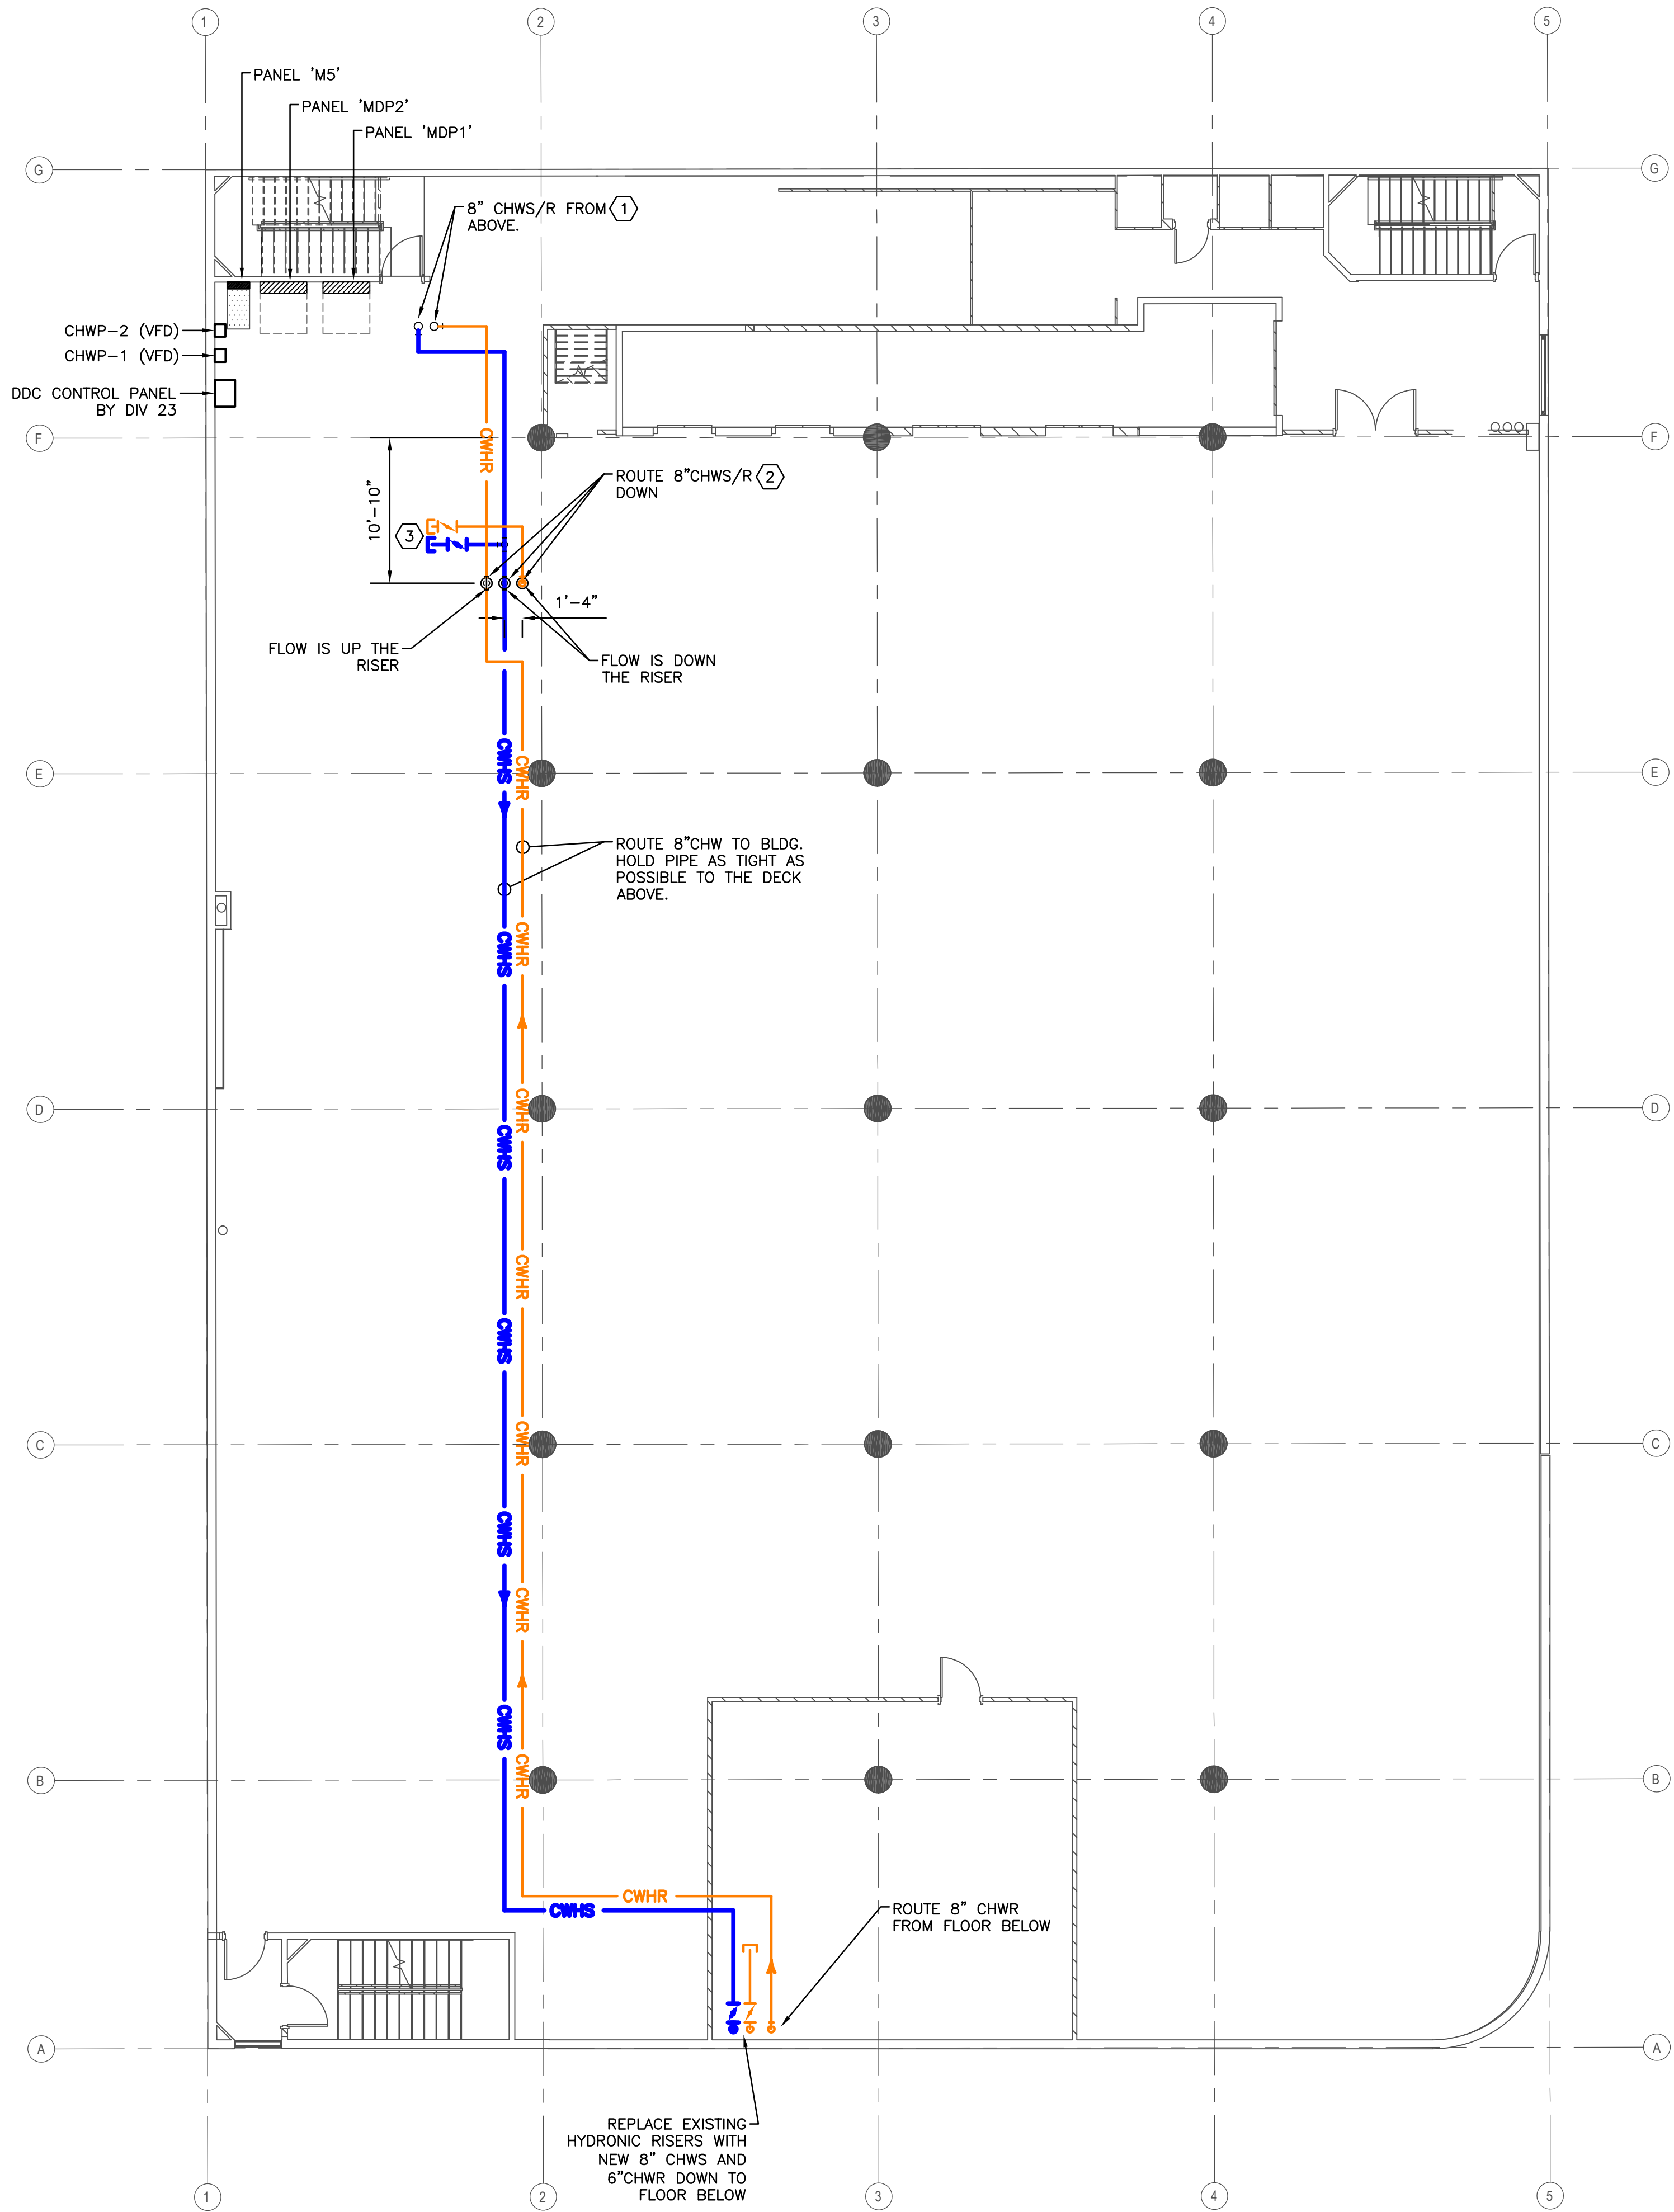 1
2
3
4
5
PANEL 'M5'
PANEL 'MDP2'
PANEL 'MDP1'
G
G
8" CHWS/R FROM 1
ABOVE.
CHWP-2 (VFD)
CHWP-1 (VFD)
DDC CONTROL PANEL
BY DIV 23
F
F
CWHR
10'-10"
ROUTE 8"CHWS/R 2
DOWN
3
1'-4"
FLOW IS UP THE
RISER
FLOW IS DOWN
THE RISER
CWHS
CWHR
E
E
ROUTE 8"CHW TO BLDG.
HOLD PIPE AS TIGHT AS
POSSIBLE TO THE DECK
ABOVE.
CWHS
CWHR
D
D
CWHR
CWHS
CWHR
CWHS
C
C
CWHR
CWHS
CWHR
CWHS
B
B
CWHR
CWHR
CWHS
ROUTE 8" CHWR
FROM FLOOR BELOW
A
A
REPLACE EXISTING
HYDRONIC RISERS WITH
NEW 8" CHWS AND
6"CHWR DOWN TO
FLOOR BELOW
1
2
3
4
5